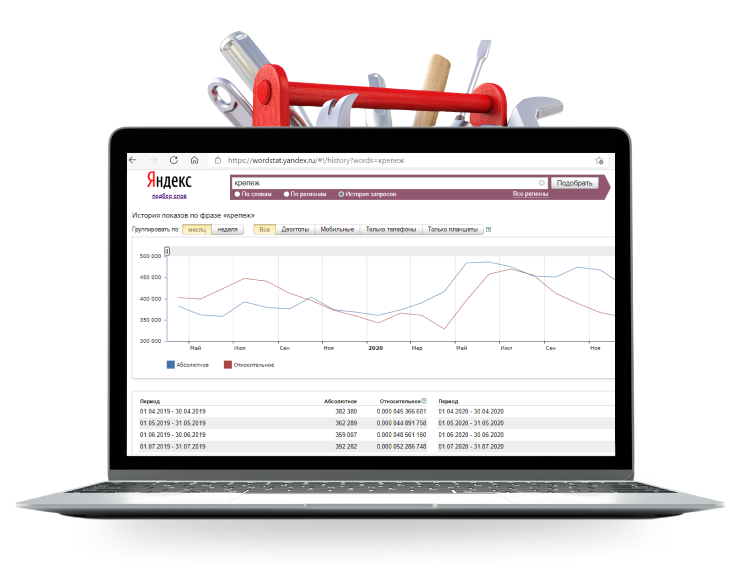 https://wordstat.yandex.ru/#!/history?words=крепеж
Яндекс
подбор слов
крепеж
Подобрать
По словам По регионам История запросов Все регионы
История показов по фразе «крепеж»
Группировать по: месяц неделя Все Десктопы Мобильные Только телефоны Только планшеты
500 000
450 000
400 000
350 000
300 000
Май Июл Сен Ноя 2020 Мар Май Июл Сен Ноя
Абсолютное Относительное
Период Абсолютное Относительное Период
01.04.2019 - 30.04.2019 382 380 0,000 046 366 681 01.04.2020 - 30.04.2020
01.05.2019 - 31.05.2019 362 289 0,000 044 891 758 01.05.2020 - 31.05.2020
01.06.2019 - 30.06.2019 359 007 0,000 048 561 160 01.06.2020 - 30.06.2020
01.07.2019 - 31.07.2019 392 282 0,000 052 286 748 01.07.2020 - 31.07.2020